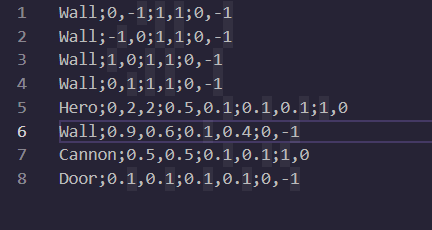 1 Wall;0,-1;1,1;0,-1
2 Wall;-1,0;1,1;0,-1
3 Wall;1,0;1,1;0,-1
4 Wall;0,1;1,1;0,-1
5 Hero;0,2,2;0.5,0.1;0.1,0.1;1,0
6 Wall;0.9,0.6;0.1,0.4;0,-1
7 Cannon;0.5,0.5;0.1,0.1;1,0
8 Door;0.1,0.1;0.1,0.1;0,-1